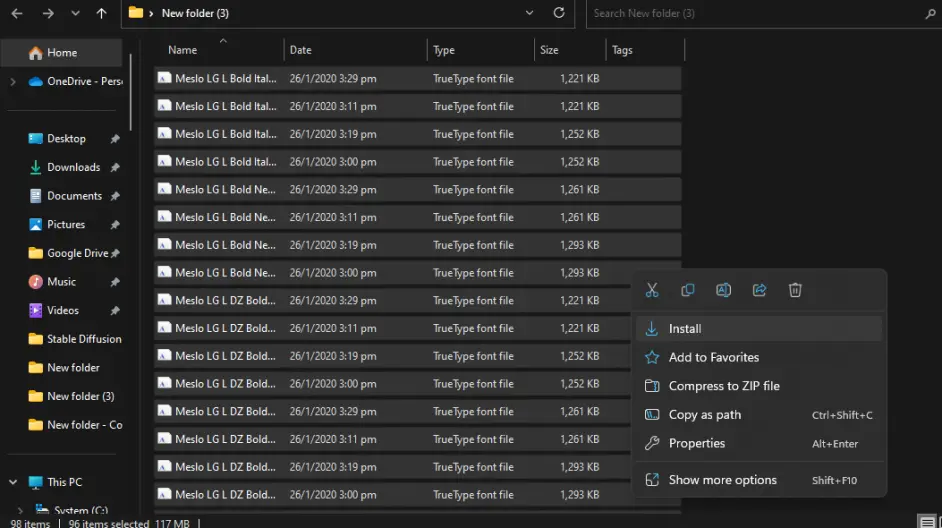 New folder (3)
Search New folder (3)
Name Date Type Size Tags
Home
OneDrive - Pers
Desktop
Downloads
Documents
Pictures
Google Drive
Music
Videos
Stable Diffusion
New folder
New folder (3)
New folder - Co
This PC
System (C:)
Meslo LG L Bold Ital... 26/1/2020 3:29 pm TrueType font file 1,221 KB
Meslo LG L Bold Ital... 26/1/2020 3:11 pm TrueType font file 1,221 KB
Meslo LG L Bold Ital... 26/1/2020 3:19 pm TrueType font file 1,252 KB
Meslo LG L Bold Ital... 26/1/2020 3:00 pm TrueType font file 1,252 KB
Meslo LG L Bold Ne... 26/1/2020 3:29 pm TrueType font file 1,261 KB
Meslo LG L Bold Ne... 26/1/2020 3:11 pm TrueType font file 1,261 KB
Meslo LG L Bold Ne... 26/1/2020 3:19 pm TrueType font file 1,293 KB
Meslo LG L Bold Ne... 26/1/2020 3:00 pm TrueType font file 1,293 KB
Meslo LG L DZ Bold... 26/1/2020 3:29 pm TrueType font file 1,221 KB
Meslo LG L DZ Bold... 26/1/2020 3:11 pm TrueType font file 1,221 KB
Meslo LG L DZ Bold... 26/1/2020 3:19 pm TrueType font file 1,252 KB
Meslo LG L DZ Bold... 26/1/2020 3:00 pm TrueType font file 1,252 KB
Meslo LG L DZ Bold... 26/1/2020 3:29 pm TrueType font file 1,261 KB
Meslo LG L DZ Bold... 26/1/2020 3:11 pm TrueType font file 1,261 KB
Meslo LG L DZ Bold... 26/1/2020 3:19 pm TrueType font file 1,293 KB
Meslo LG L DZ Bold... 26/1/2020 3:00 pm TrueType font file 1,293 KB
Install
Add to Favorites
Compress to ZIP file
Copy as path Ctrl+Shift+C
Properties Alt+Enter
Show more options Shift+F10
98 items 96 items selected 117 MB